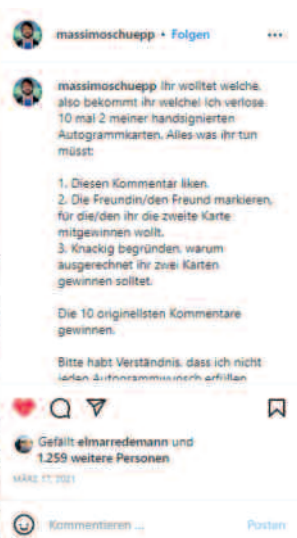 massimoschuepp • Folgen
massimoschuepp Ihr wolltet welche,
also bekommt ihr welche! Ich verlose
10 mal 2 meiner handsignierten
Autogrammkarten. Alles was ihr tun
müsst:
1. Diesen Kommentar liken.
2. Die Freundin/den Freund markieren,
für die/den ihr die zweite Karte
mitgewinnen wollt.
3. Knackig begründen, warum
ausgerechnet ihr zwei Karten
gewinnen solltet.
Die 10 originellsten Kommentare
gewinnen.
Bitte habt Verständnis, dass ich nicht
jeden Autogrammwunsch erfüllen
Gefällt elmarredemann und
1.259 weitere Personen
MÄRZ 17, 2021
Kommentieren ...
Posten